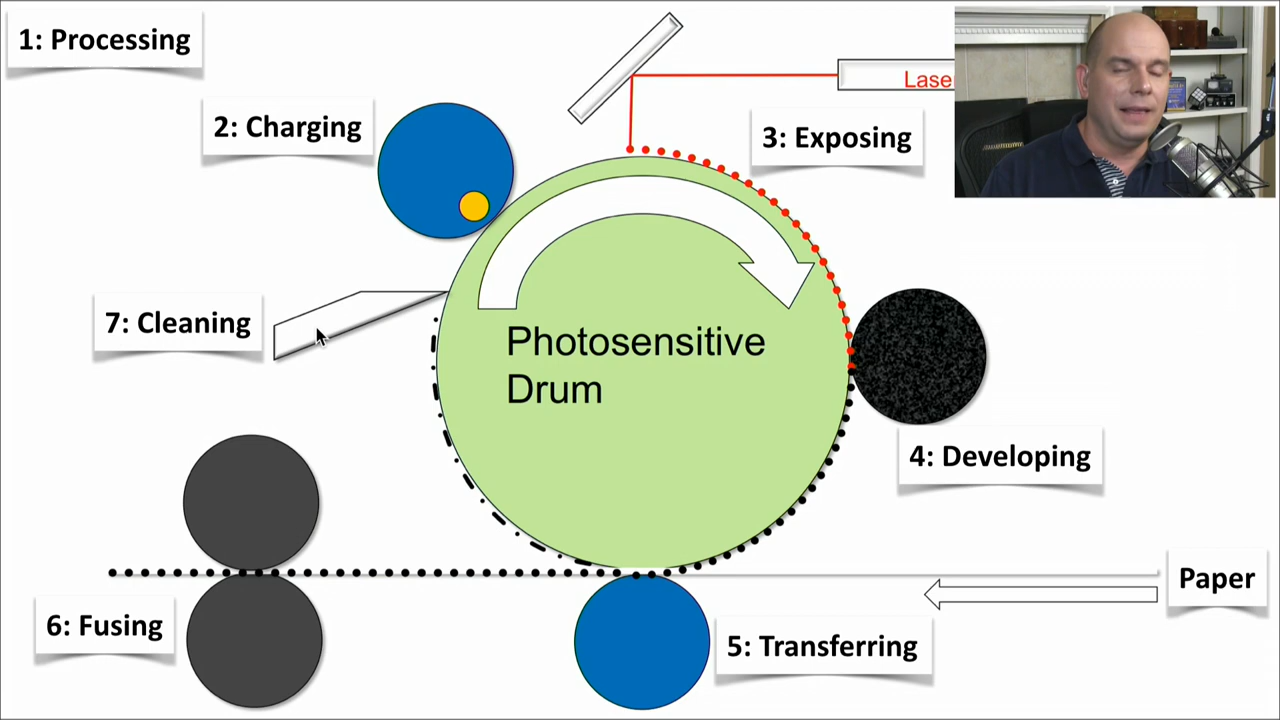 1: Processing
2: Charging
Laser
3: Exposing
7: Cleaning
Photosensitive
Drum
4: Developing
Paper
6: Fusing
5: Transferring